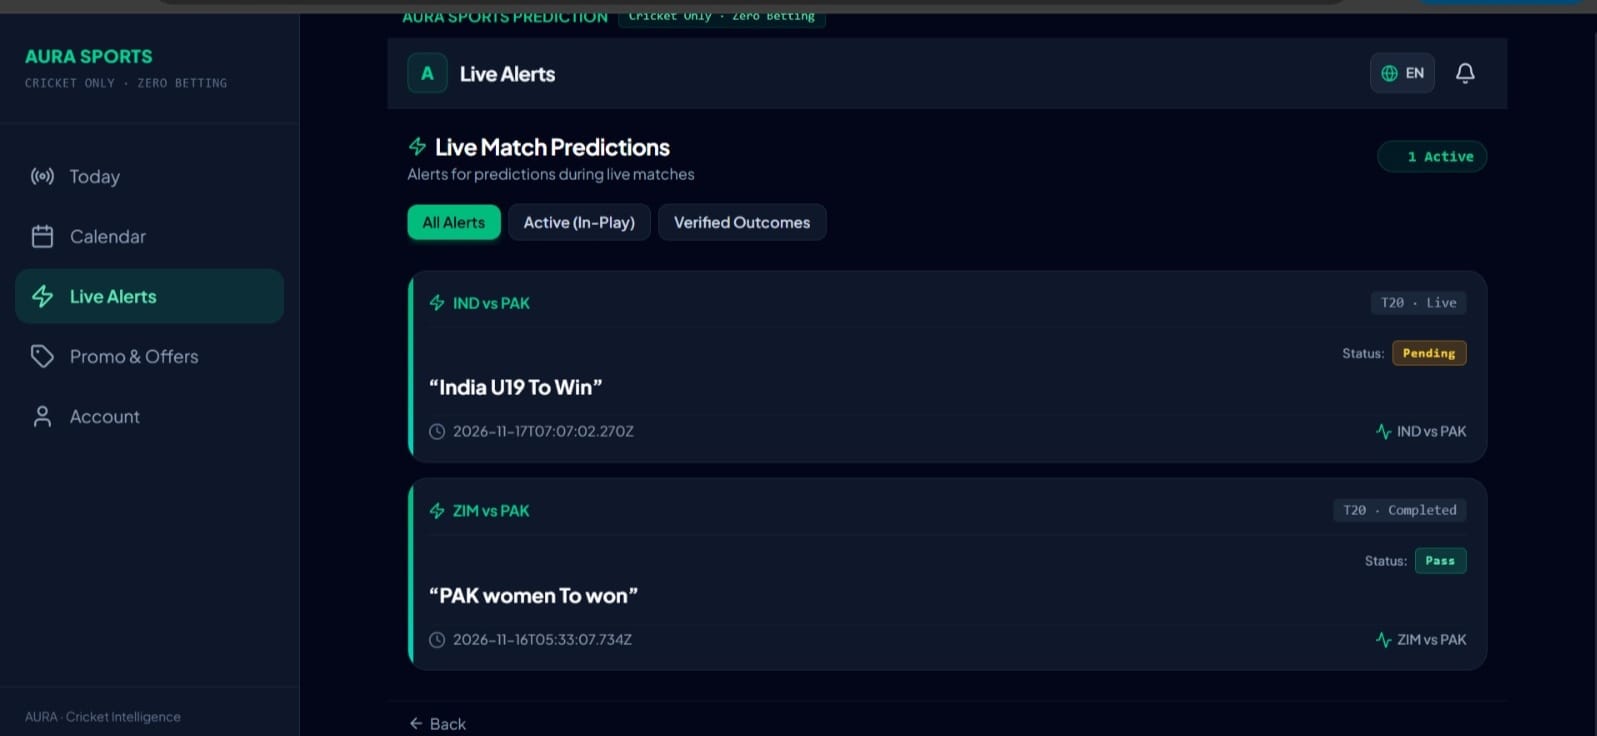 AURA SPORTS
CRICKET ONLY · ZERO BETTING
Today
Calendar
Live Alerts
Promo & Offers
Account
AURA · Cricket Intelligence
AURA SPORTS PREDICTION
Cricket Only · Zero Betting
A
Live Alerts
EN
Live Match Predictions
Alerts for predictions during live matches
1 Active
All Alerts
Active (In-Play)
Verified Outcomes
IND vs PAK
T20 · Live
Status: Pending
“India U19 To Win”
2026-11-17T07:07:02.270Z
IND vs PAK
ZIM vs PAK
T20 · Completed
Status: Pass
“PAK women To won”
2026-11-16T05:33:07.734Z
ZIM vs PAK
Back